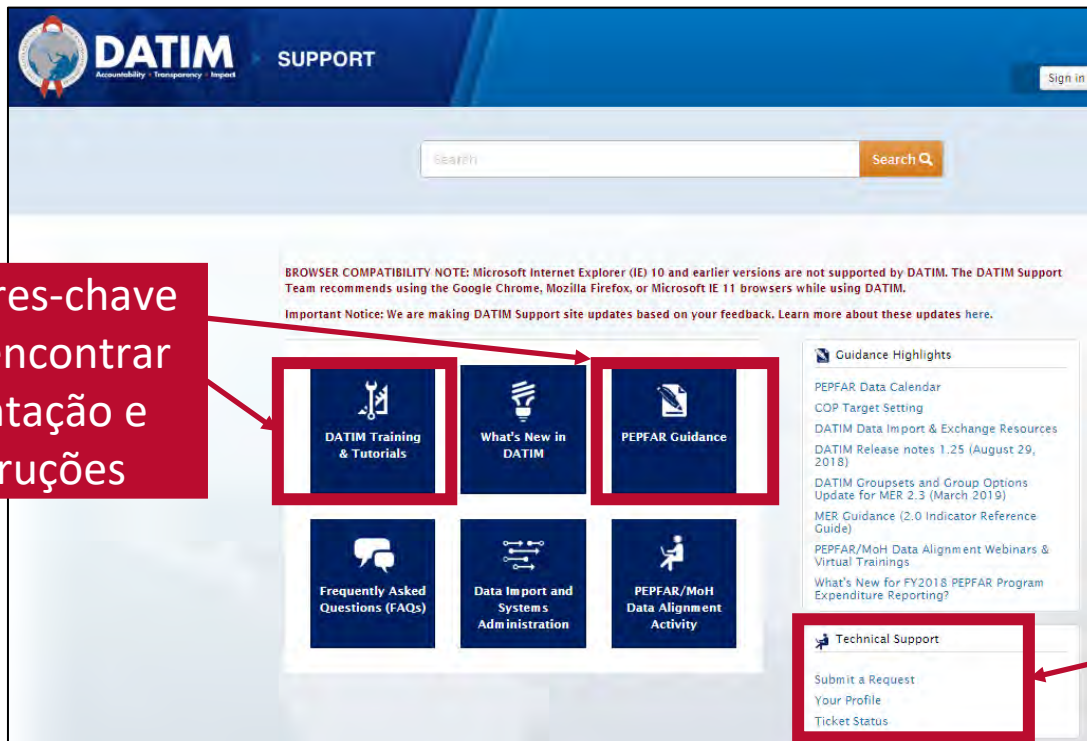 DATIM
Accountability • Transparency • Impact
SUPPORT
Sign in
Search
Search
BROWSER COMPATIBILITY NOTE: Microsoft Internet Explorer (IE) 10 and earlier versions are not supported by DATIM. The DATIM Support
Team recommends using the Google Chrome, Mozilla Firefox, or Microsoft IE 11 browsers while using DATIM.
Important Notice: We are making DATIM Support site updates based on your feedback. Learn more about these updates here.
res-chave
encontrar
tação e
ruções
DATIM Training
& Tutorials
What's New in
DATIM
PEPFAR Guidance
Frequently Asked
Questions (FAQs)
Data Import and
Systems
Administration
PEPFAR/MoH
Data Alignment
Activity
Guidance Highlights
PEPFAR Data Calendar
COP Target Setting
DATIM Data Import & Exchange Resources
DATIM Release notes 1.25 (August 29,
2018)
DATIM Groupsets and Group Options
Update for MER 2.3 (March 2019)
MER Guidance (2.0 Indicator Reference
Guide)
PEPFAR/MoH Data Alignment Webinars &
Virtual Trainings
What's New for FY2018 PEPFAR Program
Expenditure Reporting?
Technical Support
Submit a Request
Your Profile
Ticket Status